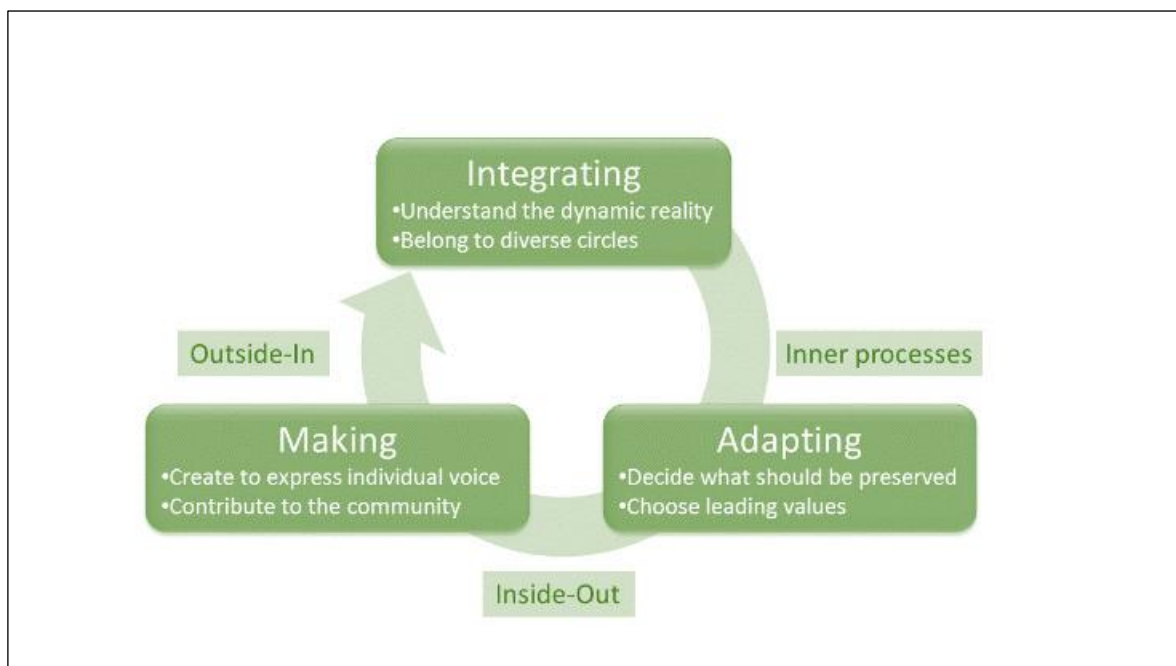 Integrating
•Understand the dynamic reality
•Belong to diverse circles
Outside-In
Inner processes
Making
•Create to express individual voice
•Contribute to the community
Adapting
•Decide what should be preserved
•Choose leading values
Inside-Out